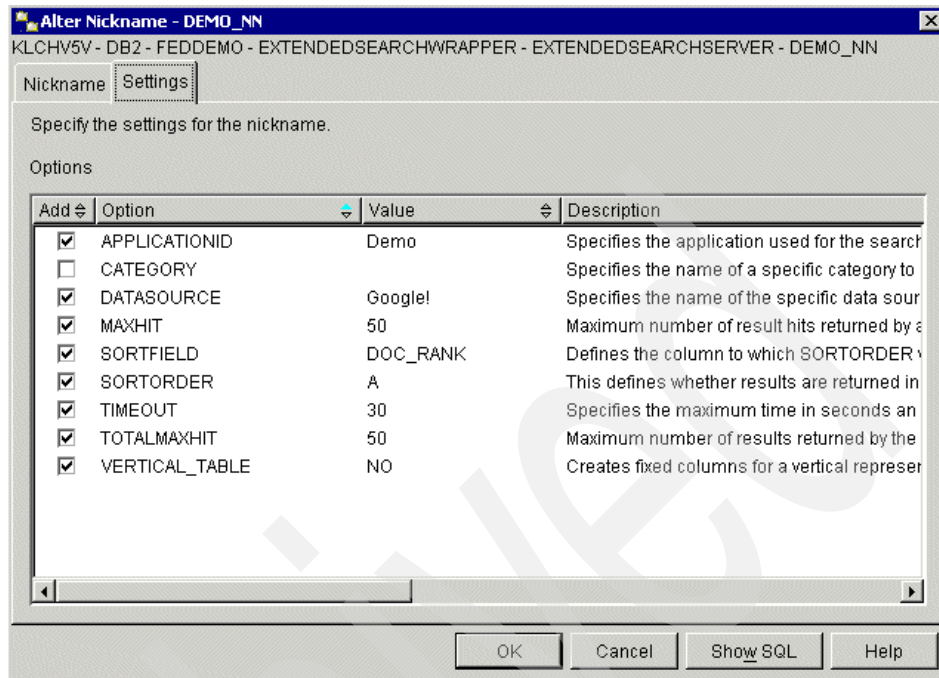 Alter Nickname - DEMO_NN
KLCHV5V - DB2 - FEDDEMO - EXTENDEDSEARCHWRAPPER - EXTENDEDSEARCHSERVER - DEMO_NN
Nickname Settings
Specify the settings for the nickname.
Options
Add Option Value Description
APPLICATIONID Demo Specifies the application used for the search
CATEGORY Specifies the name of a specific category to
DATASOURCE Google! Specifies the name of the specific data sour
MAXHIT 50 Maximum number of result hits returned by a
SORTFIELD DOC_RANK Defines the column to which SORTORDER
SORTORDER A This defines whether results are returned in
TIMEOUT 30 Specifies the maximum time in seconds an
TOTALMAXHIT 50 Maximum number of results returned by the
VERTICAL_TABLE NO Creates fixed columns for a vertical represer
OK Cancel Show SQL Help